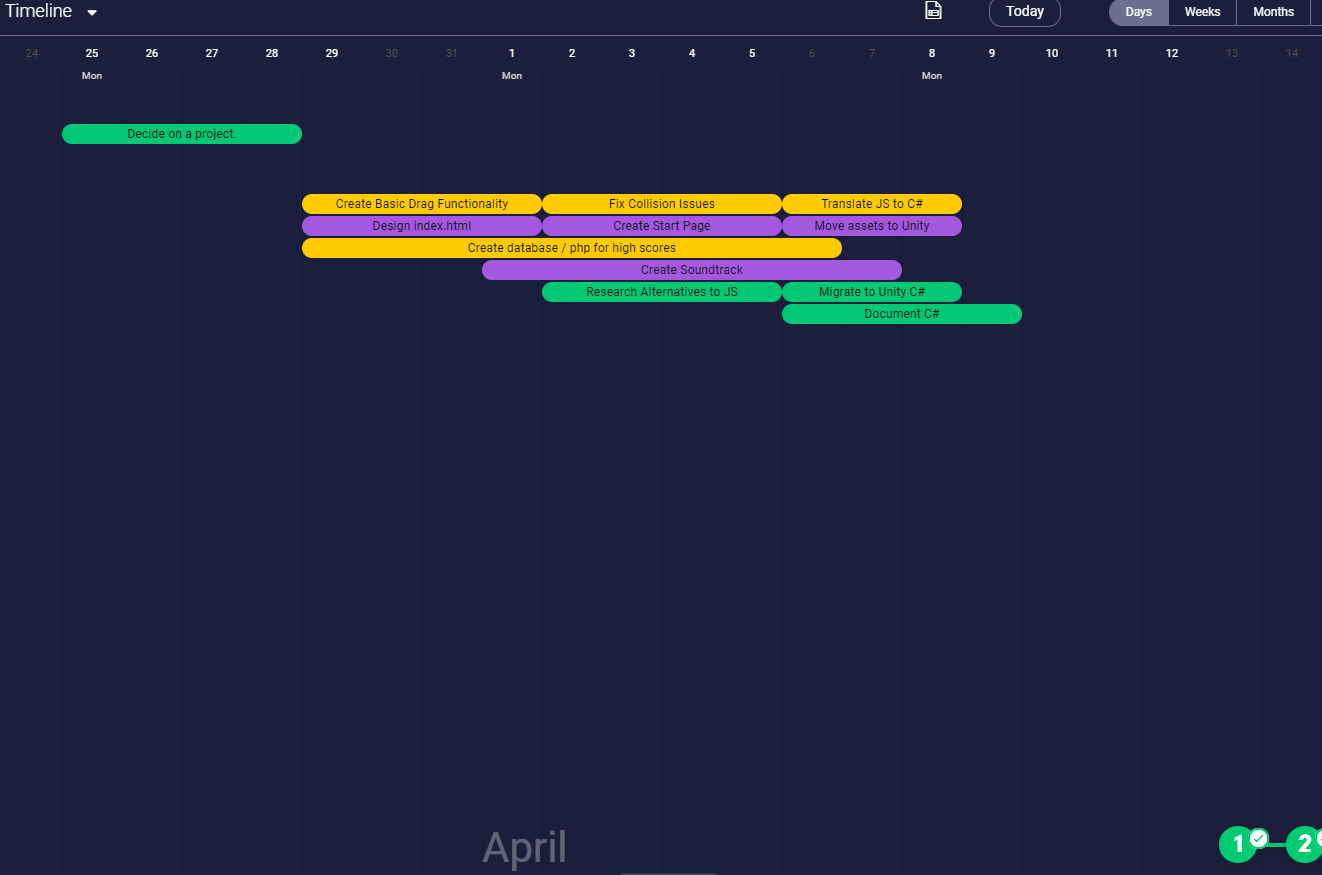 Timeline
Today
Days Weeks Months
24 25 26 27 28 29 30 31 1 2 3 4 5 6 7 8 9 10 11 12 13 14
Mon Mon Mon
Decide on a project.
Create Basic Drag Functionality Fix Collision Issues Translate JS to C#
Design index.html Create Start Page Move assets to Unity
Create database / php for high scores
Create Soundtrack
Research Alternatives to JS Migrate to Unity C#
Document C#
April
1 2